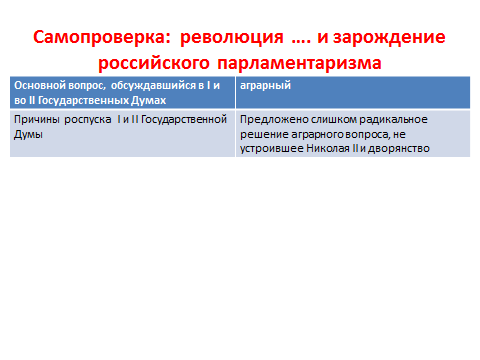 Самопроверка: революция .... и зарождение
российского парламентаризма
Основной вопрос, обсуждавшийся в I и
во II Государственных Думах
аграрный
Причины роспуска I и II Государственной
Думы
Предложено слишком радикальное
решение аграрного вопроса, не
устроившее Николая II и дворянство